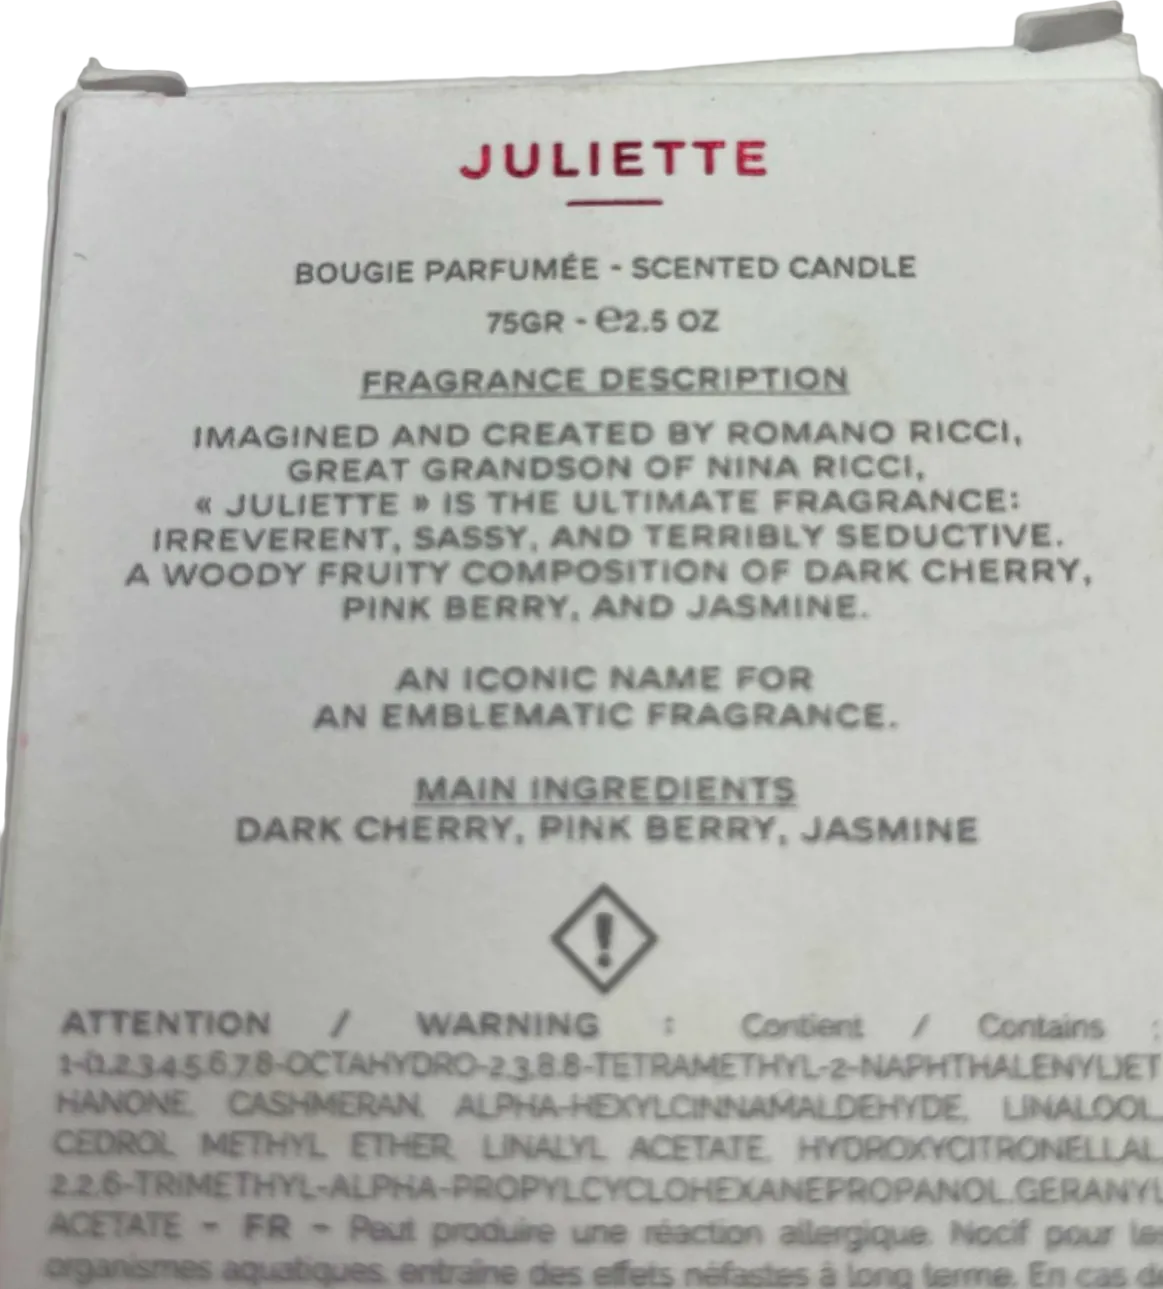 JULIETTE
BOUGIE PARFUMÉE - SCENTED CANDLE
75GR - ℮2.5 OZ
FRAGRANCE DESCRIPTION
IMAGINED AND CREATED BY ROMANO RICCI,
GREAT GRANDSON OF NINA RICCI,
« JULIETTE » IS THE ULTIMATE FRAGRANCE:
IRREVERENT, SASSY, AND TERRIBLY SEDUCTIVE.
A WOODY FRUITY COMPOSITION OF DARK CHERRY,
PINK BERRY, AND JASMINE.
AN ICONIC NAME FOR
AN EMBLEMATIC FRAGRANCE.
MAIN INGREDIENTS
DARK CHERRY, PINK BERRY, JASMINE
ATTENTION / WARNING : Contient / Contains :
1-(1,2,3,4,5,6,7,8-OCTAHYDRO-2,3,8,8-TETRAMETHYL-2-NAPHTHALENYL)ET
HANONE, CASHMERAN, ALPHA-HEXYLCINNAMALDEHYDE, LINALOOL,
CEDROL METHYL ETHER, LINALYL ACETATE, HYDROXYCITRONELLAL,
2,2,6-TRIMETHYL-ALPHA-PROPYLCYCLOHEXANEPROPANOL,GERANYL
ACETATE - FR - Peut produire une réaction allergique. Nocif pour les
organismes aquatiques, entraîne des effets néfastes à long terme. En cas de